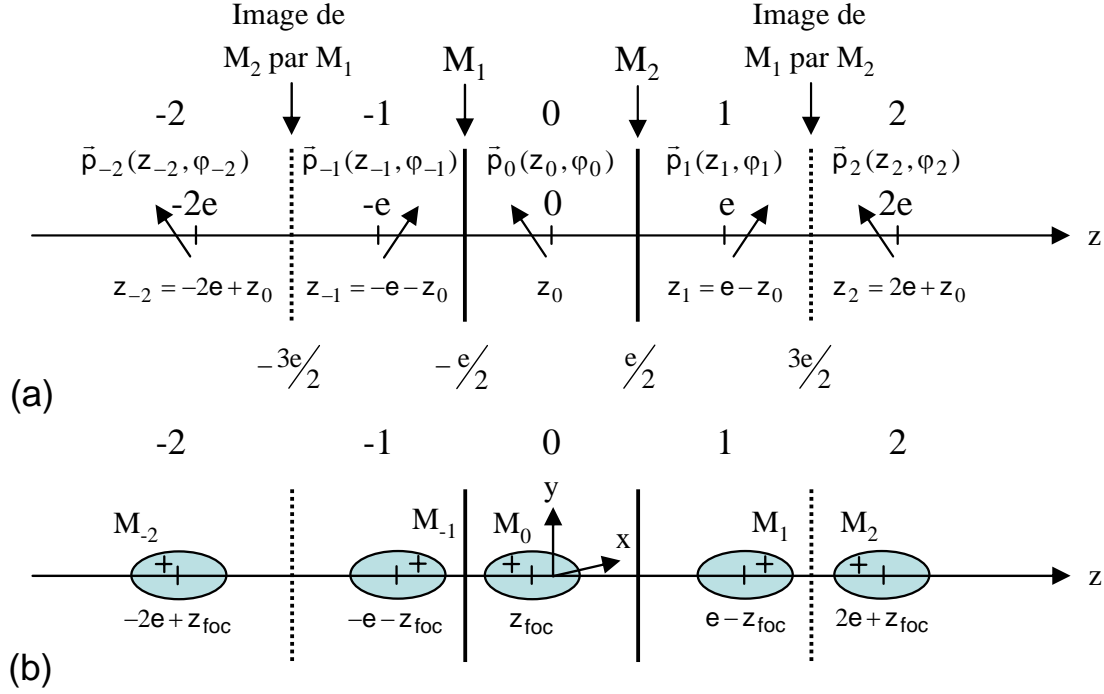 Image de
M₂ par M₁
M₁
M₂
Image de
M₁ par M₂
-2
-1
0
1
2
p⃗₋₂(z₋₂, φ₋₂)
p⃗₋₁(z₋₁, φ₋₁)
p⃗₀(z₀, φ₀)
p⃗₁(z₁, φ₁)
p⃗₂(z₂, φ₂)
-2e
-e
0
e
2e
z
z₋₂ = −2e + z₀
z₋₁ = −e − z₀
z₀
z₁ = e − z₀
z₂ = 2e + z₀
− 3e/2
− e/2
e/2
3e/2
(a)
-2
-1
0
1
2
M₋₂
M₋₁
M₀
y
x
M₁
M₂
z
−2e + z_foc
−e − z_foc
z_foc
e − z_foc
2e + z_foc
(b)